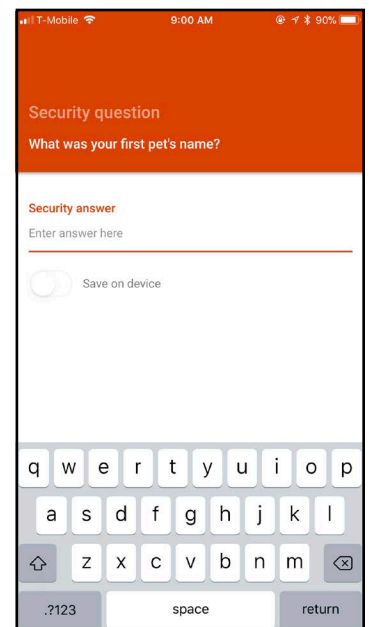 T-Mobile 9:00 AM 90%
Security question
What was your first pet's name?
Security answer
Enter answer here
Save on device
q w e r t y u i o p
a s d f g h j k l
z x c v b n m
.?123 space return